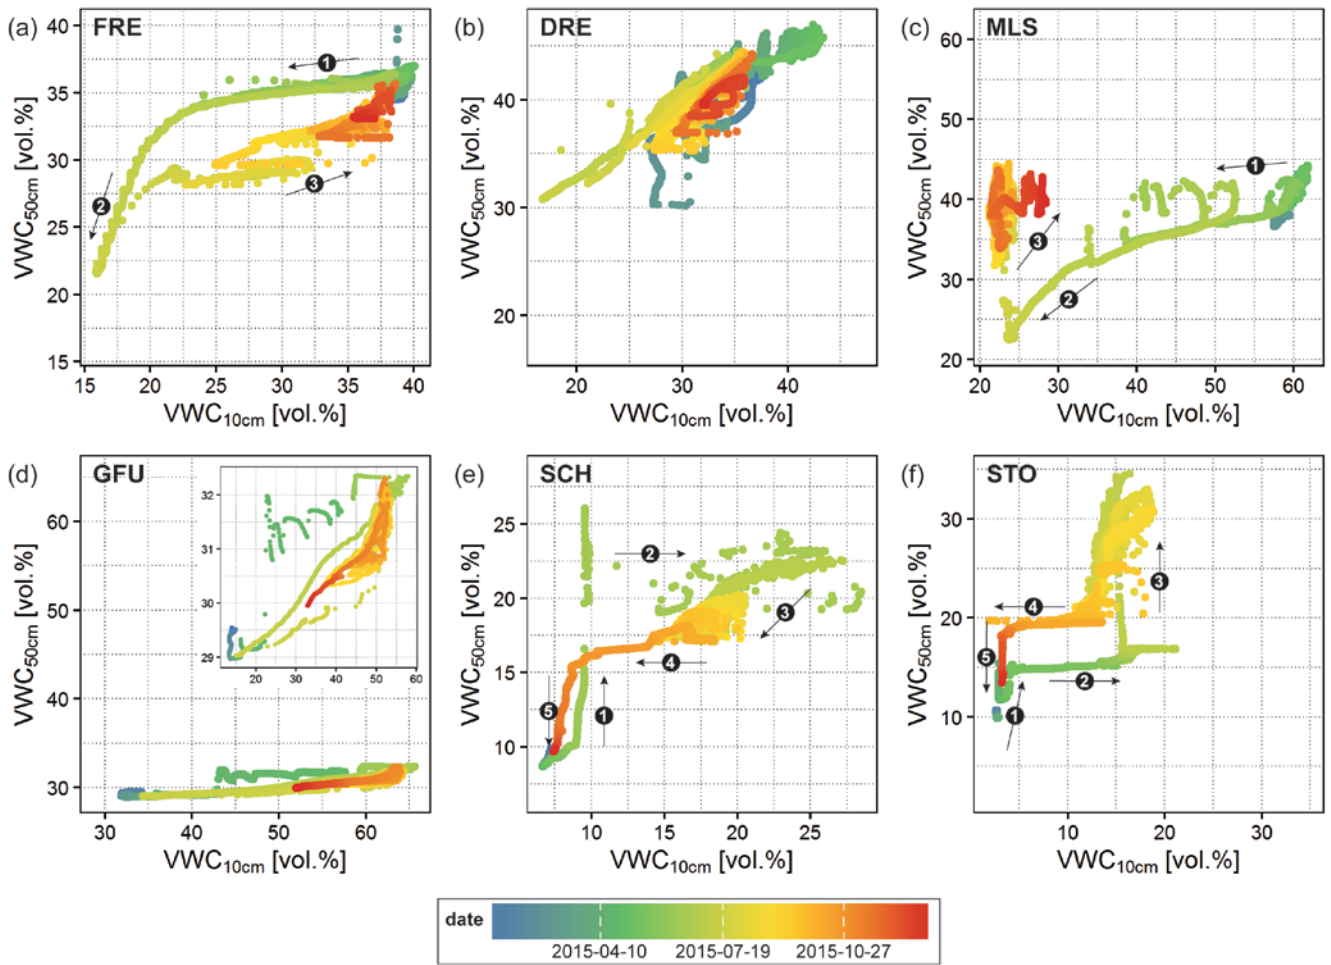 (a) FRE
(b) DRE
(c) MLS
40
35
30
25
20
15
VWC50cm [vol.%]
15 20 25 30 35 40
VWC10cm [vol.%]
1
2
3
40
30
20
VWC50cm [vol.%]
20 30 40
VWC10cm [vol.%]
60
50
40
30
20
VWC50cm [vol.%]
20 30 40 50 60
VWC10cm [vol.%]
1
3
2
(d) GFU
(e) SCH
(f) STO
60
50
40
30
VWC50cm [vol.%]
30 40 50 60
VWC10cm [vol.%]
32
31
30
29
20 30 40 50 60
25
20
15
10
VWC50cm [vol.%]
10 15 20 25
VWC10cm [vol.%]
2
3
4
5
1
30
20
10
VWC50cm [vol.%]
10 20 30
VWC10cm [vol.%]
3
4
5
2
1
date
2015-04-10 2015-07-19 2015-10-27